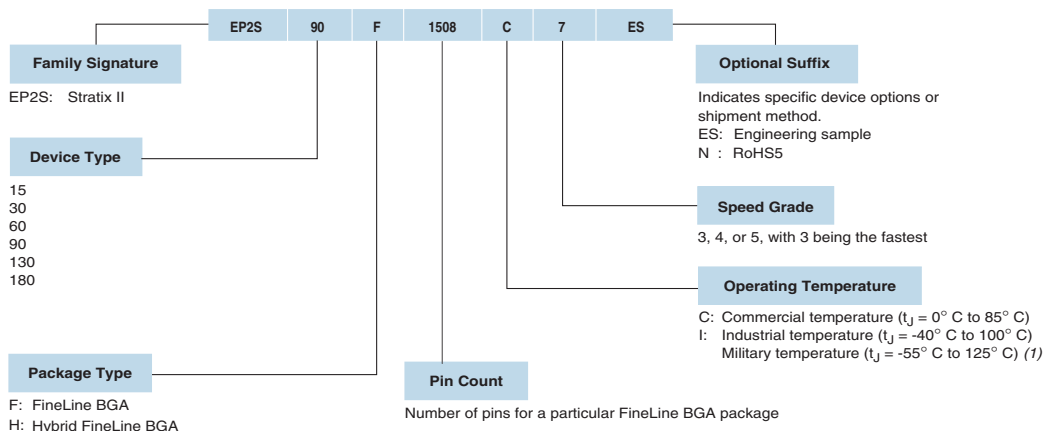 EP2S 90 F 1508 C 7 ES
Family Signature
EP2S: Stratix II
Device Type
15
30
60
90
130
180
Package Type
F: FineLine BGA
H: Hybrid FineLine BGA
Pin Count
Number of pins for a particular FineLine BGA package
Optional Suffix
Indicates specific device options or
shipment method.
ES: Engineering sample
N : RoHS5
Speed Grade
3, 4, or 5, with 3 being the fastest
Operating Temperature
C: Commercial temperature (tJ = 0° C to 85° C)
I: Industrial temperature (tJ = -40° C to 100° C)
Military temperature (tJ = -55° C to 125° C) (1)